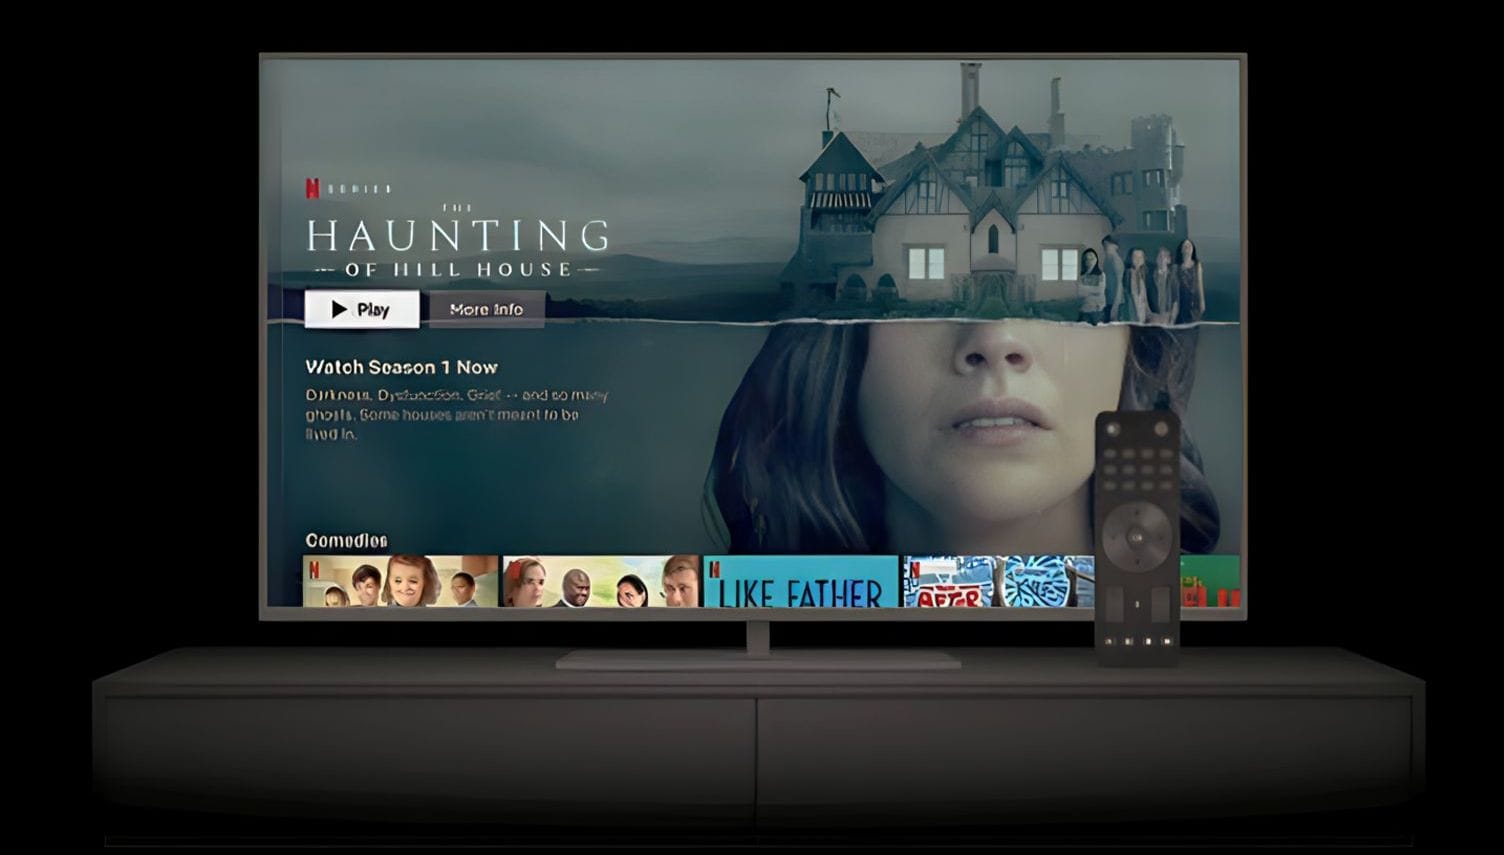 N SERIES
THE
HAUNTING
OF HILL HOUSE
Play
More Info
Watch Season 1 Now
Darkness. Dysfunction. Grief -- and so many
ghosts. Some houses aren't meant to be
lived in.
Comedies
N
N LIKE FATHER
N AFTER
OK